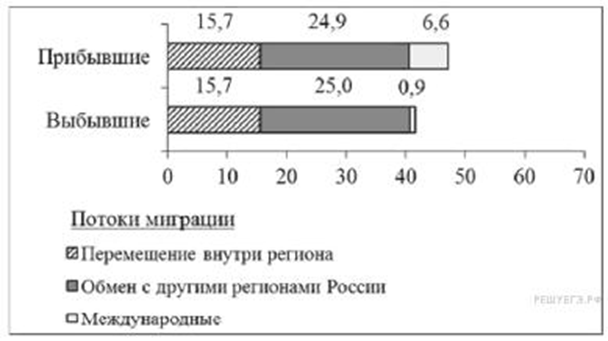 15,7 24,9 6,6
Прибывшие
15,7 25,0 0,9
Выбывшие
0 10 20 30 40 50 60 70
Потоки миграции
Перемещение внутри региона
Обмен с другими регионами России
Международные
РЕШУЕГЭ.РФ